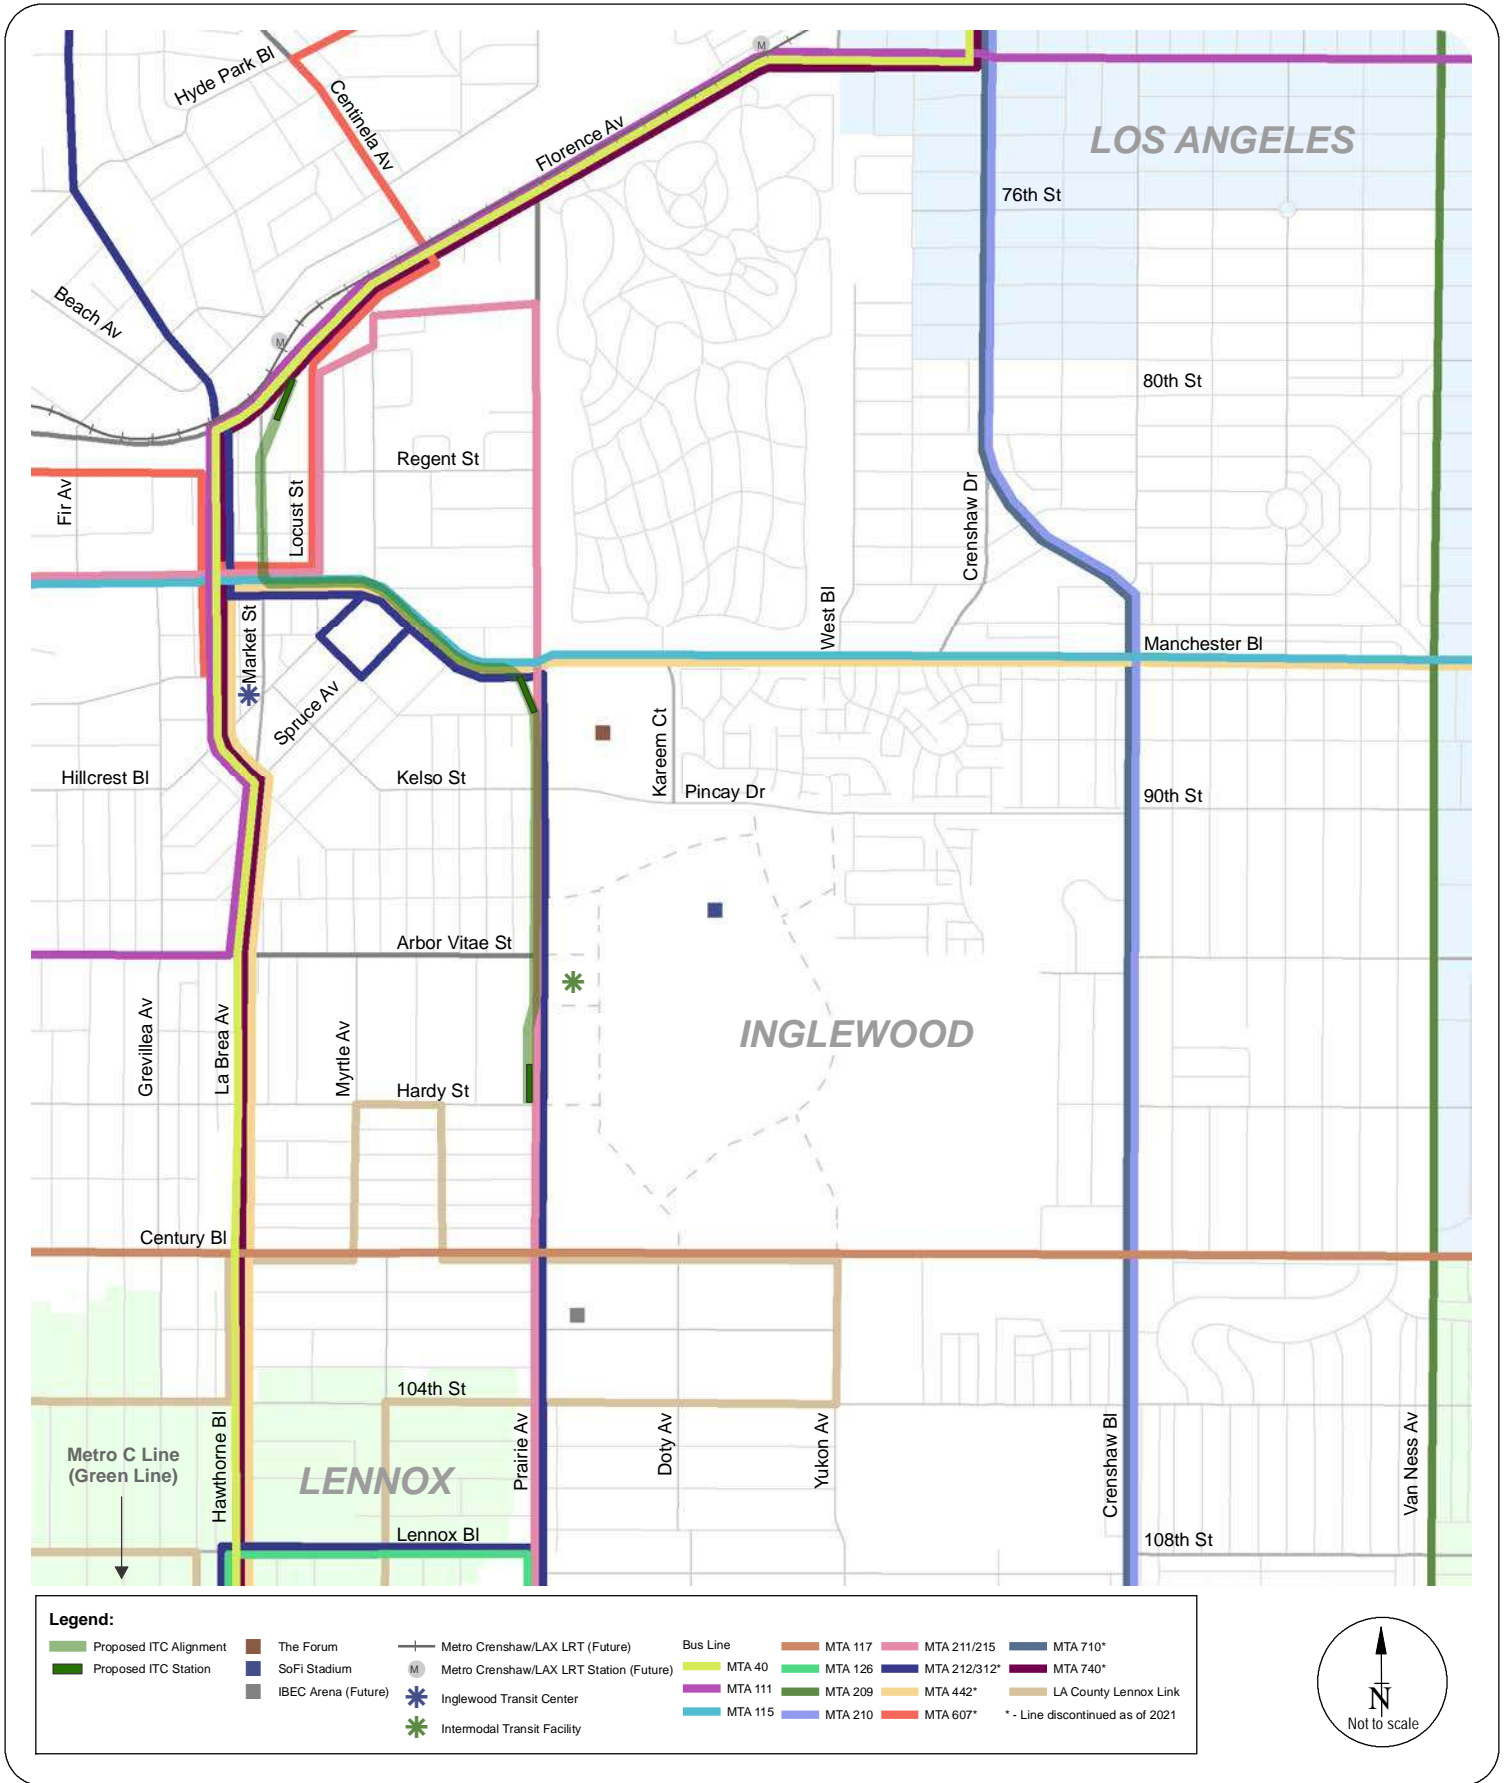 M
Hyde Park Bl
Centinela Av
Florence Av
LOS ANGELES
76th St
Beach Av
M
80th St
Regent St
Fir Av
Locust St
Crenshaw Dr
West Bl
Market St
Manchester Bl
Spruce Av
Kareem Ct
Hillcrest Bl
Kelso St
Pincay Dr
90th St
Arbor Vitae St
Grevillea Av
La Brea Av
Myrtle Av
INGLEWOOD
Hardy St
Century Bl
104th St
Metro C Line
(Green Line)
Hawthorne Bl
LENNOX
Prairie Av
Doty Av
Yukon Av
Crenshaw Bl
Van Ness Av
Lennox Bl
108th St
Legend:
Proposed ITC Alignment
Proposed ITC Station
The Forum
SoFi Stadium
IBEC Arena (Future)
Metro Crenshaw/LAX LRT (Future)
M Metro Crenshaw/LAX LRT Station (Future)
Inglewood Transit Center
Intermodal Transit Facility
Bus Line
MTA 40
MTA 111
MTA 115
MTA 117
MTA 126
MTA 209
MTA 210
MTA 211/215
MTA 212/312*
MTA 442*
MTA 607*
MTA 710*
MTA 740*
LA County Lennox Link
* - Line discontinued as of 2021
N
Not to scale